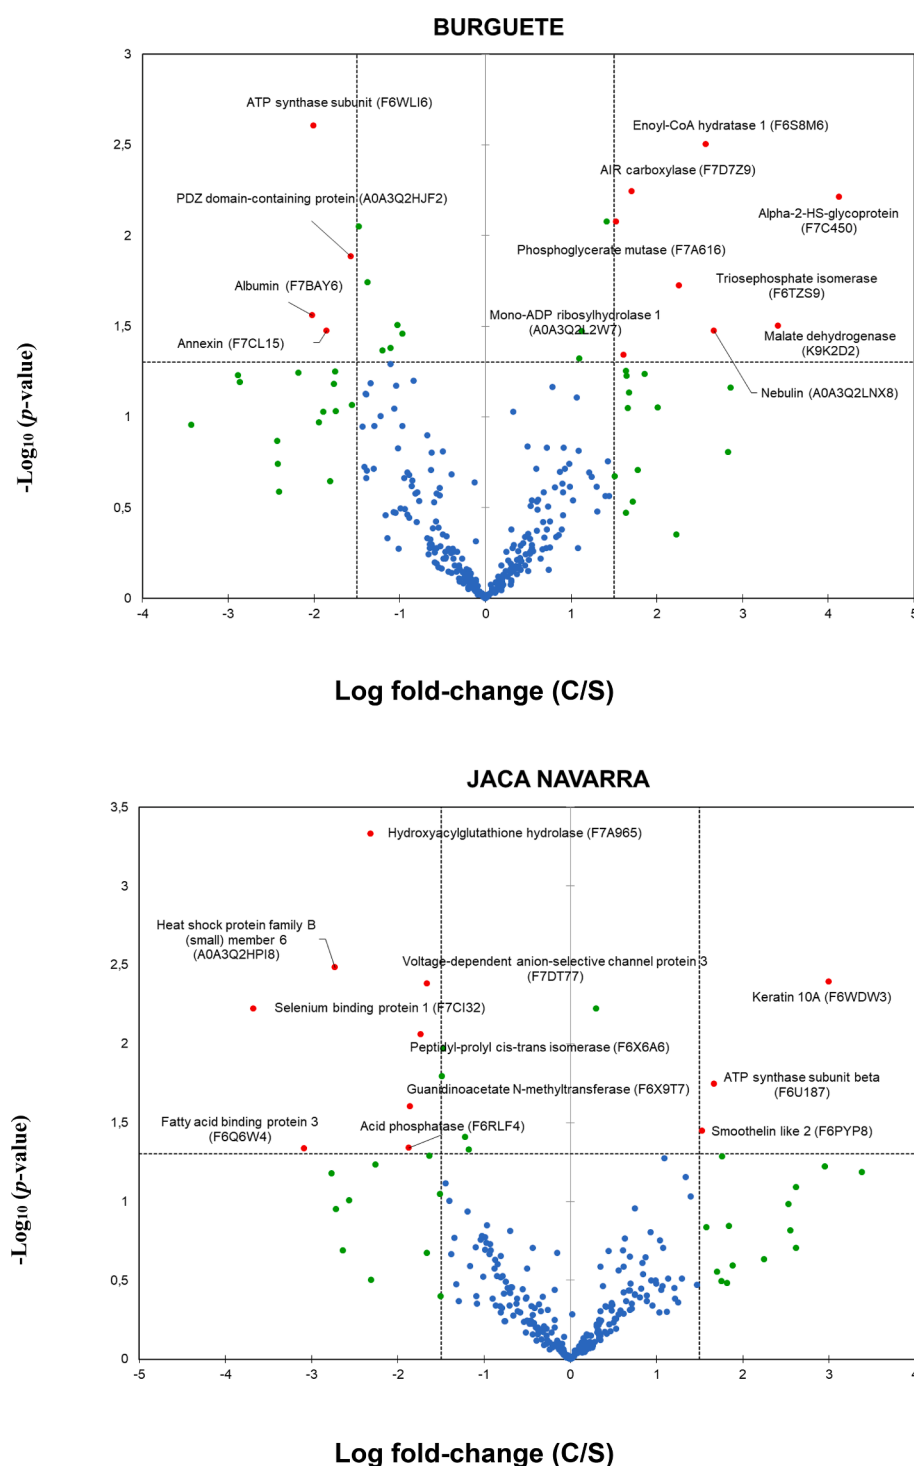 BURGUETE
3
ATP synthase subunit (F6WLI6)
Enoyl-CoA hydratase 1 (F6S8M6)
2,5
AIR carboxylase (F7D7Z9)
PDZ domain-containing protein (A0A3Q2HJF2)
Alpha-2-HS-glycoprotein
(F7C450)
2
Phosphoglycerate mutase (F7A616)
Albumin (F7BAY6)
Triosephosphate isomerase
(F6TZS9)
Mono-ADP ribosylhydrolase 1
(A0A3Q2L2W7)
1,5
Annexin (F7CL15)
Malate dehydrogenase
(K9K2D2)
Nebulin (A0A3Q2LNX8)
1
0,5
0
-4 -3 -2 -1 0 1 2 3 4 5
-Log10 (p-value)
Log fold-change (C/S)
JACA NAVARRA
3,5
Hydroxyacylglutathione hydrolase (F7A965)
3
Heat shock protein family B
(small) member 6
(A0A3Q2HPI8)
2,5
Voltage-dependent anion-selective channel protein 3
(F7DT77)
Keratin 10A (F6WDW3)
Selenium binding protein 1 (F7CI32)
2
Peptidyl-prolyl cis-trans isomerase (F6X6A6)
ATP synthase subunit beta
(F6U187)
Guanidinoacetate N-methyltransferase (F6X9T7)
1,5
Fatty acid binding protein 3
(F6Q6W4)
Acid phosphatase (F6RLF4)
Smoothelin like 2 (F6PYP8)
1
0,5
0
-5 -4 -3 -2 -1 0 1 2 3 4
-Log10 (p-value)
Log fold-change (C/S)